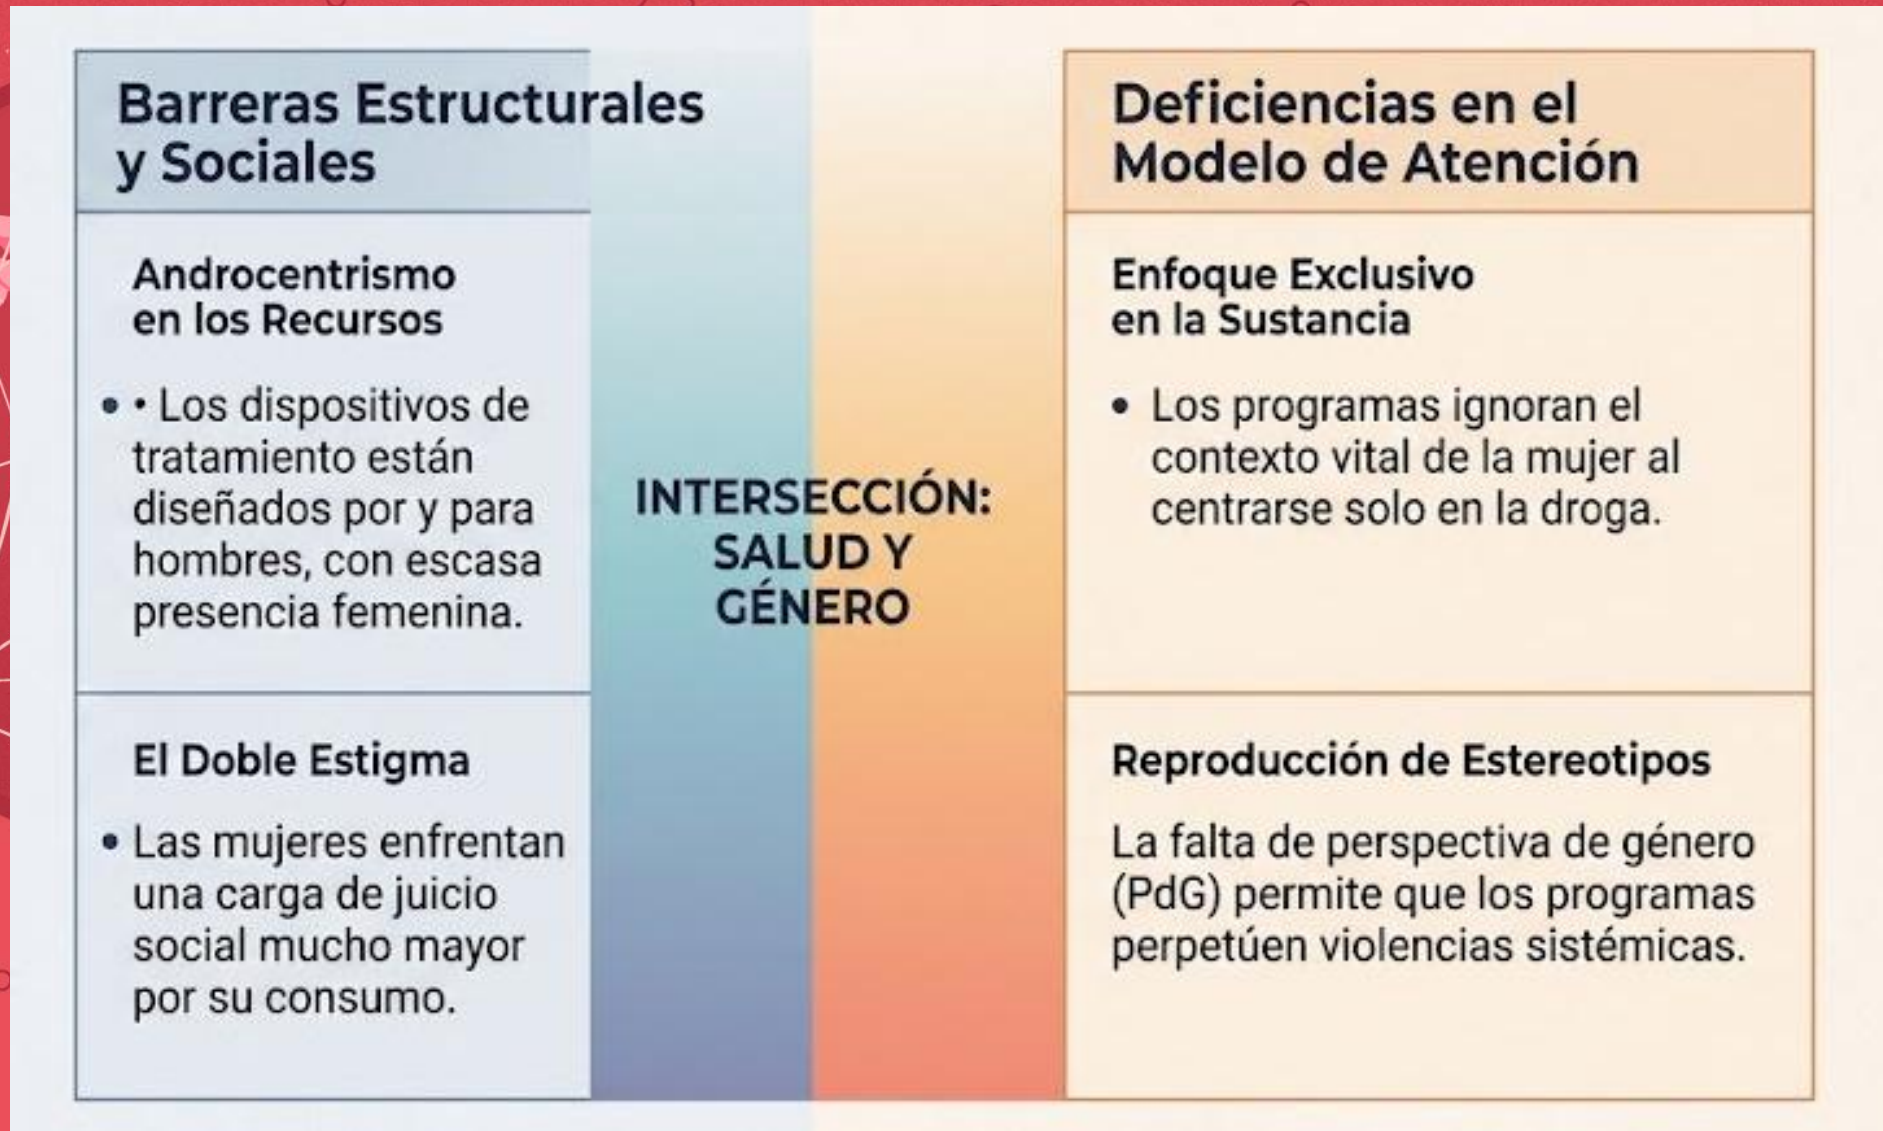 Barreras Estructurales
y Sociales
Androcentrismo
en los Recursos
• • Los dispositivos de
tratamiento están
diseñados por y para
hombres, con escasa
presencia femenina.
El Doble Estigma
• Las mujeres enfrentan
una carga de juicio
social mucho mayor
por su consumo.
INTERSECCIÓN:
SALUD Y
GÉNERO
Deficiencias en el
Modelo de Atención
Enfoque Exclusivo
en la Sustancia
• Los programas ignoran el
contexto vital de la mujer al
centrarse solo en la droga.
Reproducción de Estereotipos
La falta de perspectiva de género
(PdG) permite que los programas
perpetúen violencias sistémicas.